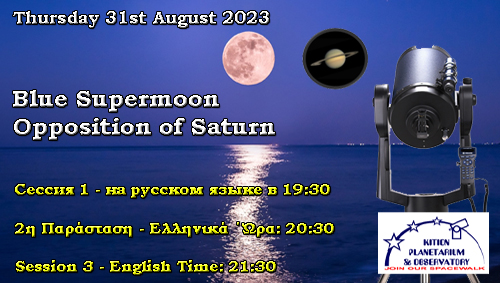 Thursday 31st August 2023
Blue Supermoon
Opposition of Saturn
Сессия 1 - на русском языке в 19:30
2η Παράσταση - Ελληνικά Ώρα: 20:30
Session 3 - English Time: 21:30
KITION
PLANETARIUM
& OBSERVATORY
JOIN OUR SPACEWALK